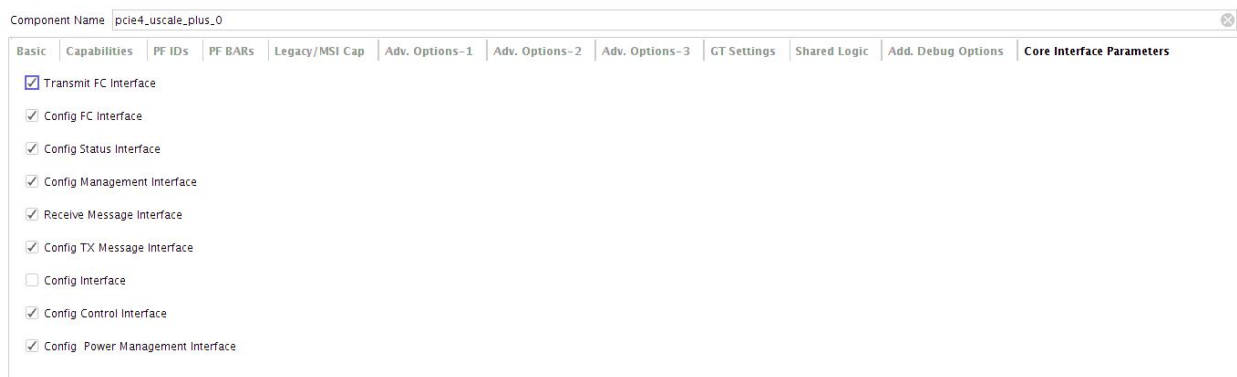 Component Name pcie4_uscale_plus_0
Basic Capabilities PF IDs PF BARs Legacy/MSI Cap Adv. Options-1 Adv. Options-2 Adv. Options-3 GT Settings Shared Logic Add. Debug Options Core Interface Parameters
Transmit FC Interface
Config FC Interface
Config Status Interface
Config Management Interface
Receive Message Interface
Config TX Message Interface
Config Interface
Config Control Interface
Config Power Management Interface